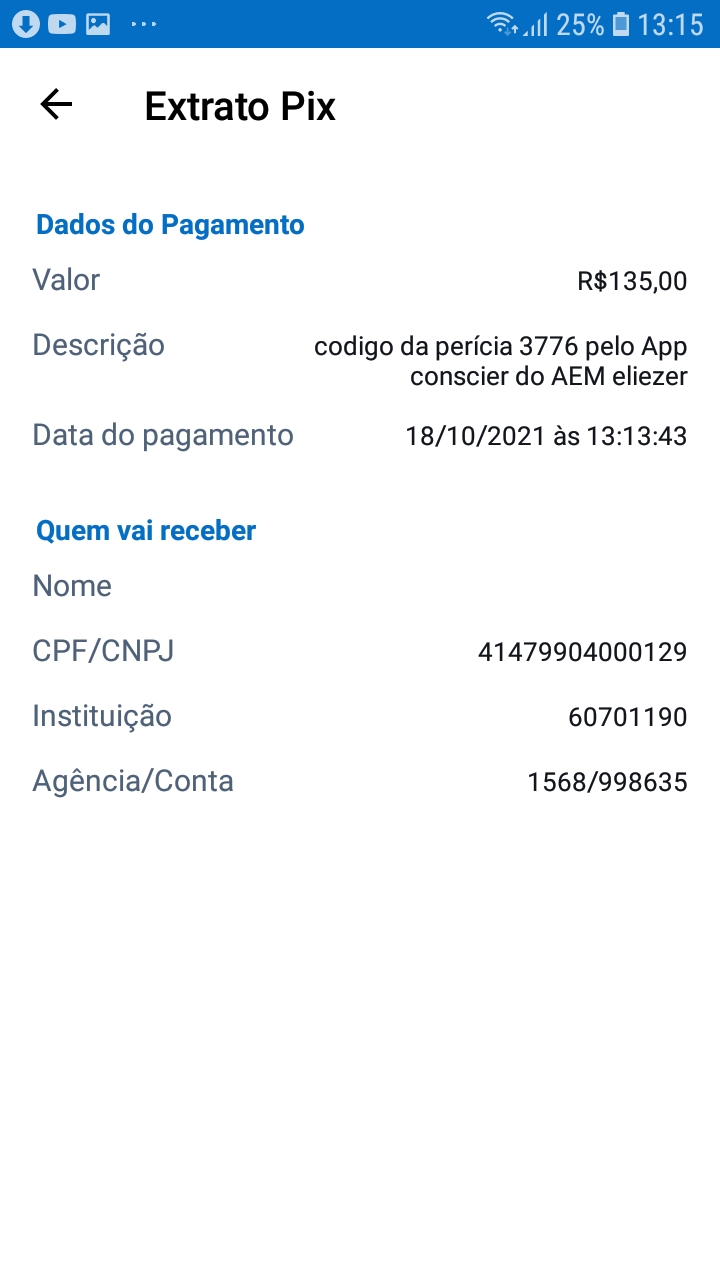 25% 13:15
Extrato Pix
Dados do Pagamento
Valor R$135,00
Descrição codigo da perícia 3776 pelo App
conscier do AEM eliezer
Data do pagamento 18/10/2021 às 13:13:43
Quem vai receber
Nome
CPF/CNPJ 41479904000129
Instituição 60701190
Agência/Conta 1568/998635